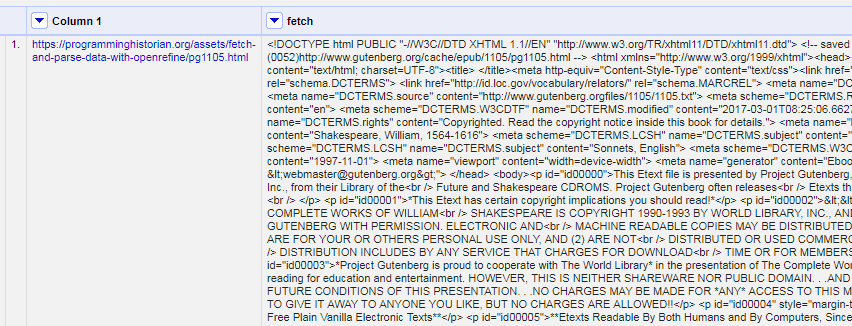 Column 1 fetch
1. https://programminghistorian.org/assets/fetch-and-parse-data-with-openrefine/pg1105.html
<!DOCTYPE html PUBLIC "-//W3C//DTD XHTML 1.1//EN" "http://www.w3.org/TR/xhtml11/DTD/xhtml11.dtd"> <!-- saved
(0052)http://www.gutenberg.org/cache/epub/1105/pg1105.html --> <html xmlns="http://www.w3.org/1999/xhtml"><head>
content="text/html; charset=UTF-8"><title> </title><meta http-equiv="Content-Style-Type" content="text/css"><link href="
rel="schema.DCTERMS"> <link href="http://id.loc.gov/vocabulary/relators/" rel="schema.MARCREL"> <meta name="DC
<meta name="DCTERMS.source" content="http://www.gutenberg.orgfiles/1105/1105.txt"> <meta scheme="DCTERMS.R
content="en"> <meta scheme="DCTERMS.W3CDTF" name="DCTERMS.modified" content="2017-03-01T08:25:06.6627
name="DCTERMS.rights" content="Copyrighted. Read the copyright notice inside this book for details."> <meta name=
content="Shakespeare, William, 1564-1616"> <meta scheme="DCTERMS.LCSH" name="DCTERMS.subject" content=
scheme="DCTERMS.LCSH" name="DCTERMS.subject" content="Sonnets, English"> <meta scheme="DCTERMS.W3C
content="1997-11-01"> <meta name="viewport" content="width=device-width"> <meta name="generator" content="Eboo
&lt;webmaster@gutenberg.org&gt;"> </head> <body><p id="id00000">This Etext file is presented by Project Gutenberg,
Inc., from their Library of the<br /> Future and Shakespeare CDROMS. Project Gutenberg often releases<br /> Etexts th
<br /> </p> <p id="id00001">*This Etext has certain copyright implications you should read!*</p> <p id="id00002">&lt;&l
COMPLETE WORKS OF WILLIAM<br /> SHAKESPEARE IS COPYRIGHT 1990-1993 BY WORLD LIBRARY, INC., AND
GUTENBERG WITH PERMISSION. ELECTRONIC AND<br /> MACHINE READABLE COPIES MAY BE DISTRIBUTED
ARE FOR YOUR OR OTHERS PERSONAL USE ONLY, AND (2) ARE NOT<br /> DISTRIBUTED OR USED COMMERC
/> DISTRIBUTION INCLUDES BY ANY SERVICE THAT CHARGES FOR DOWNLOAD<br /> TIME OR FOR MEMBERS
id="id00003">*Project Gutenberg is proud to cooperate with The World Library* in the presentation of The Complete Wor
reading for education and entertainment. HOWEVER, THIS IS NEITHER SHAREWARE NOR PUBLIC DOMAIN. . .AND
FUTURE CONDITIONS OF THIS PRESENTATION. . .NO CHARGES MAY BE MADE FOR *ANY* ACCESS TO THIS M
TO GIVE IT AWAY TO ANYONE YOU LIKE, BUT NO CHARGES ARE ALLOWED!!</p> <p id="id00004" style="margin-t
Free Plain Vanilla Electronic Texts**</p> <p id="id00005">**Etexts Readable By Both Humans and By Computers, Since